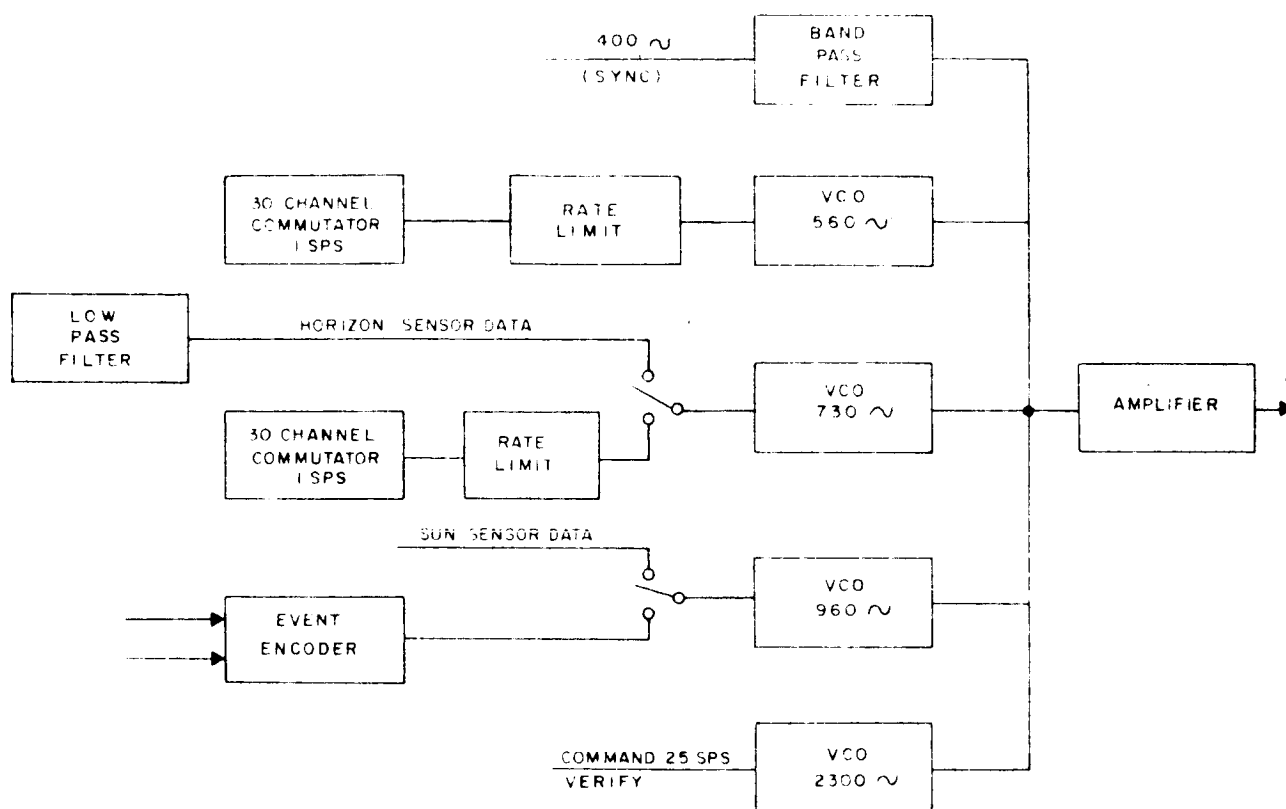 400 ~
(SYNC)
BAND
PASS
FILTER
30 CHANNEL
COMMUTATOR
1 SPS
RATE
LIMIT
VCO
560 ~
LOW
PASS
FILTER
HORIZON SENSOR DATA
30 CHANNEL
COMMUTATOR
1 SPS
RATE
LIMIT
VCO
730 ~
AMPLIFIER
SUN SENSOR DATA
EVENT
ENCODER
VCO
960 ~
COMMAND 25 SPS
VERIFY
VCO
2300 ~